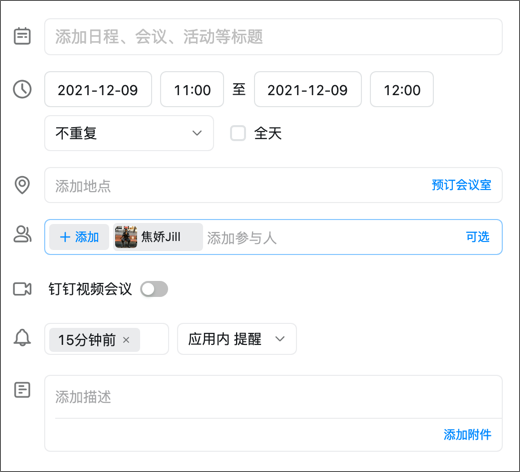 添加日程、会议、活动等标题
2021-12-09 11:00 至 2021-12-09 12:00
不重复 全天
添加地点 预订会议室
+ 添加 焦娇Jill 添加参与人 可选
钉钉视频会议
15分钟前 × 应用内 提醒
添加描述
添加附件